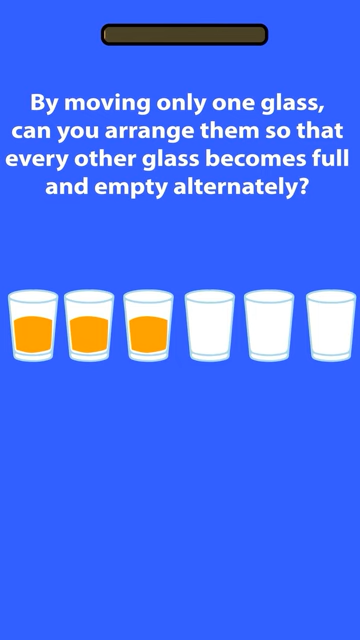 By moving only one glass,
can you arrange them so that
every other glass becomes full
and empty alternately?